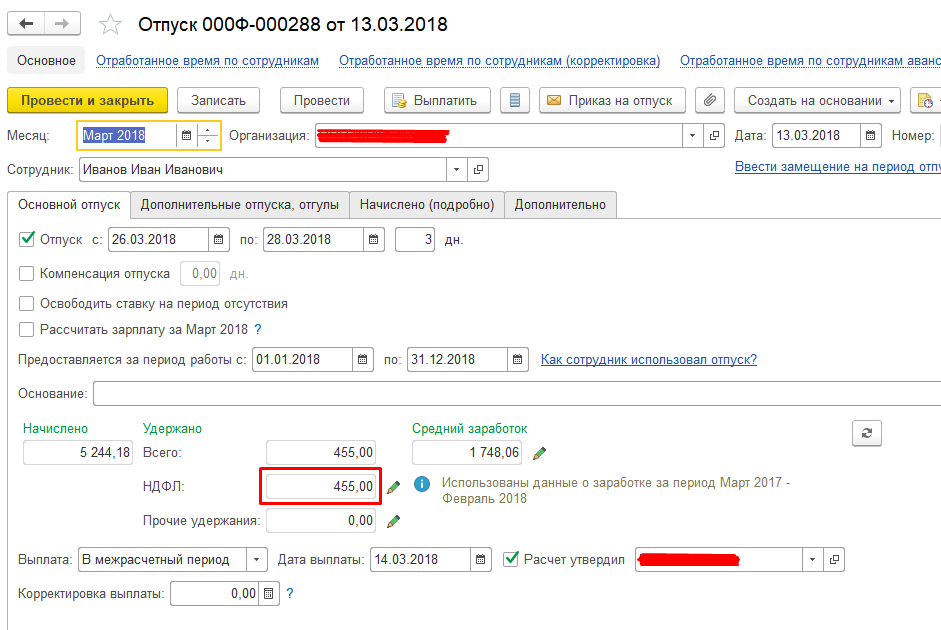 Отпуск 000Ф-000288 от 13.03.2018
Основное Отработанное время по сотрудникам Отработанное время по сотрудникам (корректировка) Отработанное время по сотрудникам аванс
Провести и закрыть Записать Провести Выплатить Приказ на отпуск Создать на основании
Месяц: Март 2018 Организация: Дата: 13.03.2018 Номер:
Сотрудник: Иванов Иван Иванович Ввести замещение на период отпу
Основной отпуск Дополнительные отпуска, отгулы Начислено (подробно) Дополнительно
Отпуск с: 26.03.2018 по: 28.03.2018 3 дн.
Компенсация отпуска 0,00 дн.
Освободить ставку на период отсутствия
Рассчитать зарплату за Март 2018 ?
Предоставляется за период работы с: 01.01.2018 по: 31.12.2018 Как сотрудник использовал отпуск?
Основание:
Начислено Удержано Средний заработок
5 244,18 Всего: 455,00 1 748,06
НДФЛ: 455,00 Использованы данные о заработке за период Март 2017 -
Февраль 2018
Прочие удержания: 0,00
Выплата: В межрасчетный период Дата выплаты: 14.03.2018 Расчет утвердил
Корректировка выплаты: 0,00 ?